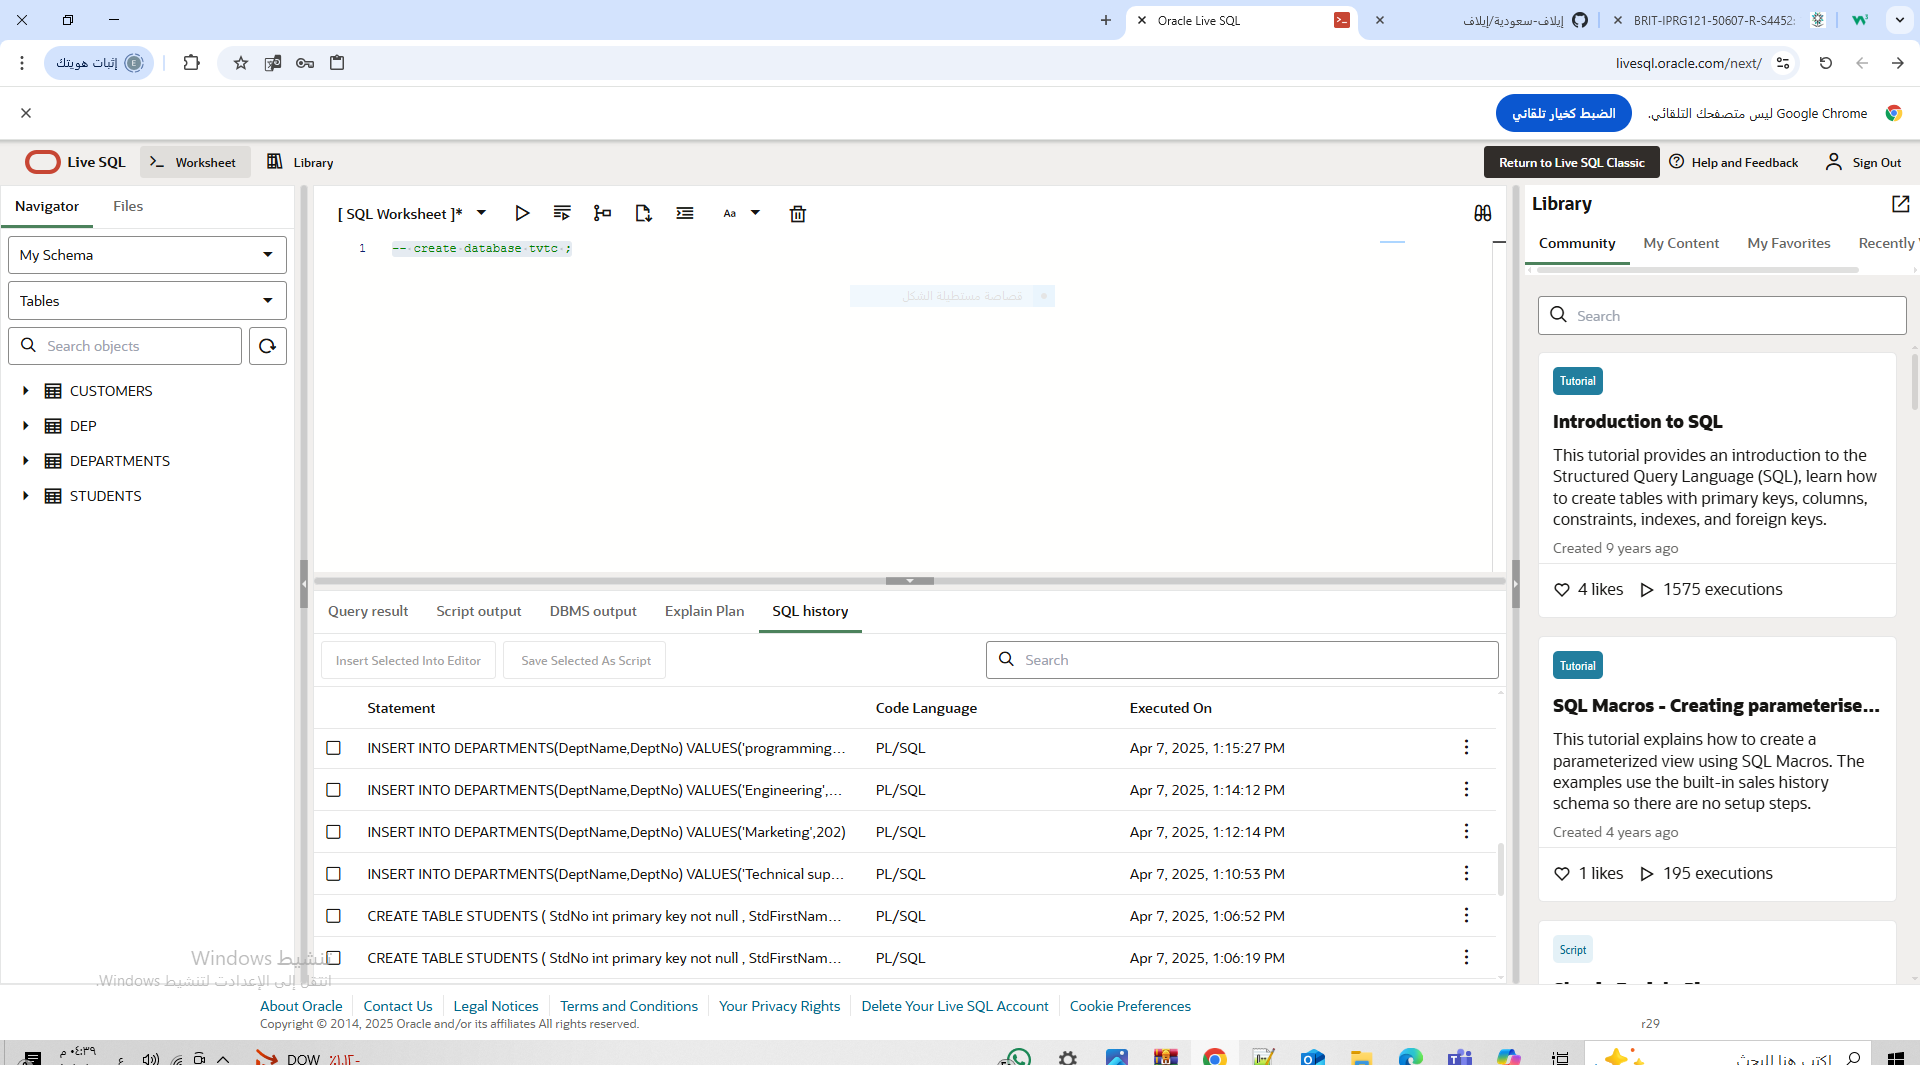 Oracle Live SQL
إيلاف-سعودية/إيلاف
BRIT-IPRG121-50607-R-S4452
إثبات هويتك
E
livesql.oracle.com/next/
الضبط كخيار تلقائي
Google Chrome ليس متصفحك التلقائي.
Live SQL
Worksheet
Library
Return to Live SQL Classic
Help and Feedback
Sign Out
Navigator
Files
My Schema
Tables
Search objects
CUSTOMERS
DEP
DEPARTMENTS
STUDENTS
[ SQL Worksheet ]*
Aa
1
-- create database tvtc ;
قصاصة مستطيلة الشكل
Query result
Script output
DBMS output
Explain Plan
SQL history
Insert Selected Into Editor
Save Selected As Script
Search
Statement Code Language Executed On
INSERT INTO DEPARTMENTS(DeptName,DeptNo) VALUES('programming... PL/SQL Apr 7, 2025, 1:15:27 PM
INSERT INTO DEPARTMENTS(DeptName,DeptNo) VALUES('Engineering',... PL/SQL Apr 7, 2025, 1:14:12 PM
INSERT INTO DEPARTMENTS(DeptName,DeptNo) VALUES('Marketing',202) PL/SQL Apr 7, 2025, 1:12:14 PM
INSERT INTO DEPARTMENTS(DeptName,DeptNo) VALUES('Technical sup... PL/SQL Apr 7, 2025, 1:10:53 PM
CREATE TABLE STUDENTS ( StdNo int primary key not null , StdFirstNam... PL/SQL Apr 7, 2025, 1:06:52 PM
CREATE TABLE STUDENTS ( StdNo int primary key not null , StdFirstNam... PL/SQL Apr 7, 2025, 1:06:19 PM
Library
Community
My Content
My Favorites
Recently
Search
Tutorial
Introduction to SQL
This tutorial provides an introduction to the
Structured Query Language (SQL), learn how
to create tables with primary keys, columns,
constraints, indexes, and foreign keys.
Created 9 years ago
4 likes
1575 executions
Tutorial
SQL Macros - Creating parameterise...
This tutorial explains how to create a
parameterized view using SQL Macros. The
examples use the built-in sales history
schema so there are no setup steps.
Created 4 years ago
1 likes
195 executions
Script
تنشيط Windows
انتقل إلى الإعدادات لتنشيط Windows.
About Oracle
Contact Us
Legal Notices
Terms and Conditions
Your Privacy Rights
Delete Your Live SQL Account
Cookie Preferences
Copyright © 2014, 2025 Oracle and/or its affiliates All rights reserved.
r29
٠٤:٣٩ م
ع
DOW
اكتب هنا للبحث